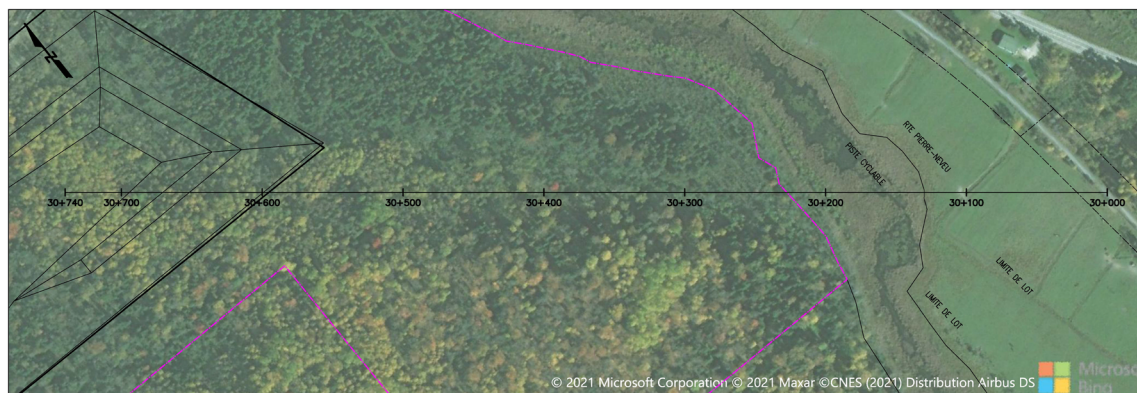 N
RTE PIERRE-NEVEU
PISTE CYCLABLE
30+740 30+700 30+600 30+500 30+400 30+300 30+200 30+100 30+000
LIMITE DE LOT
LIMITE DE LOT
© 2021 Microsoft Corporation © 2021 Maxar ©CNES (2021) Distribution Airbus DS
Microso
Bing